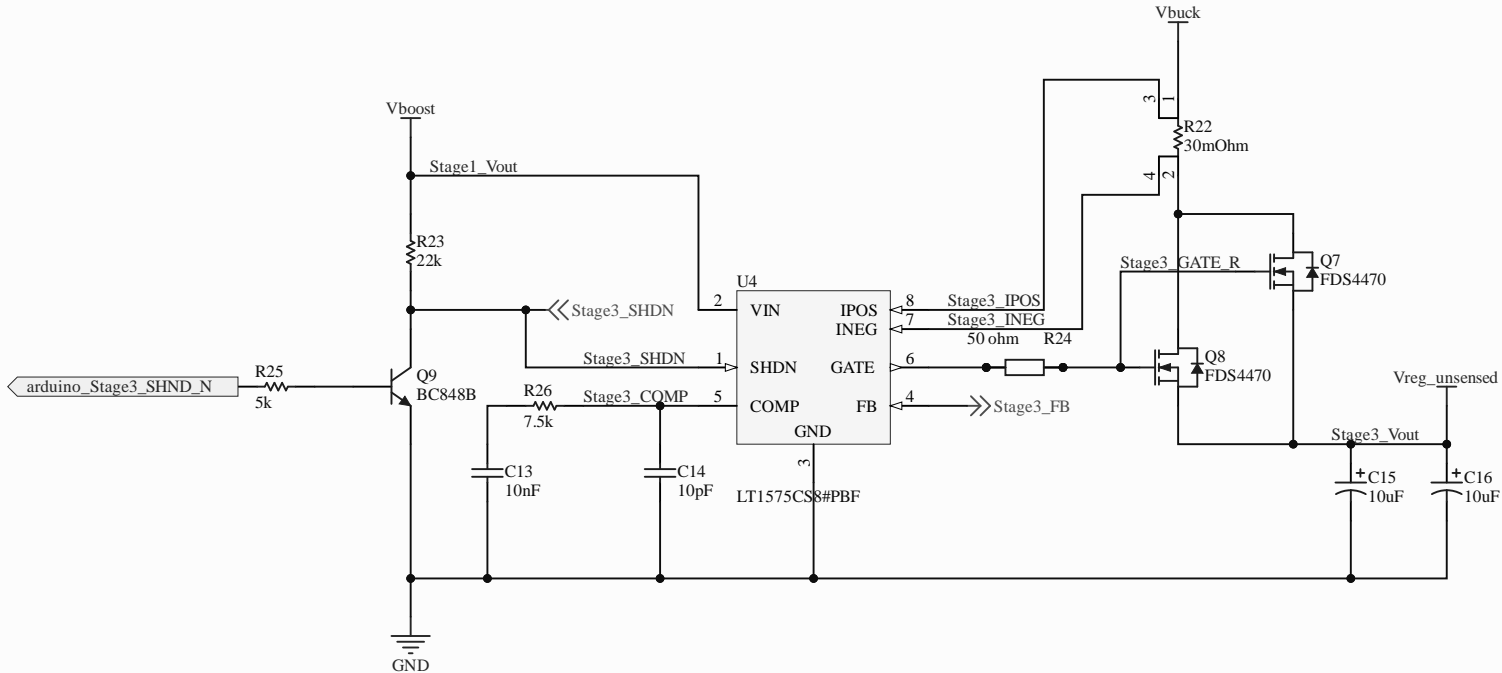 Vbuck
3
1
R22
30mOhm
4
2
Vboost
Stage1_Vout
R23
22k
Stage3_SHDN
Stage3_SHDN
U4
2
VIN
IPOS
8
Stage3_IPOS
INEG
7
Stage3_INEG
50 ohm
R24
1
SHDN
GATE
6
COMP
5
Stage3_COMP
FB
4
Stage3_FB
GND
3
LT1575CS8#PBF
Stage3_GATE_R
Q7
FDS4470
Q8
FDS4470
Vreg_unsensed
Stage3_Vout
+
C15
10uF
+
C16
10uF
arduino_Stage3_SHND_N
R25
5k
Q9
BC848B
R26
7.5k
C13
10nF
C14
10pF
GND